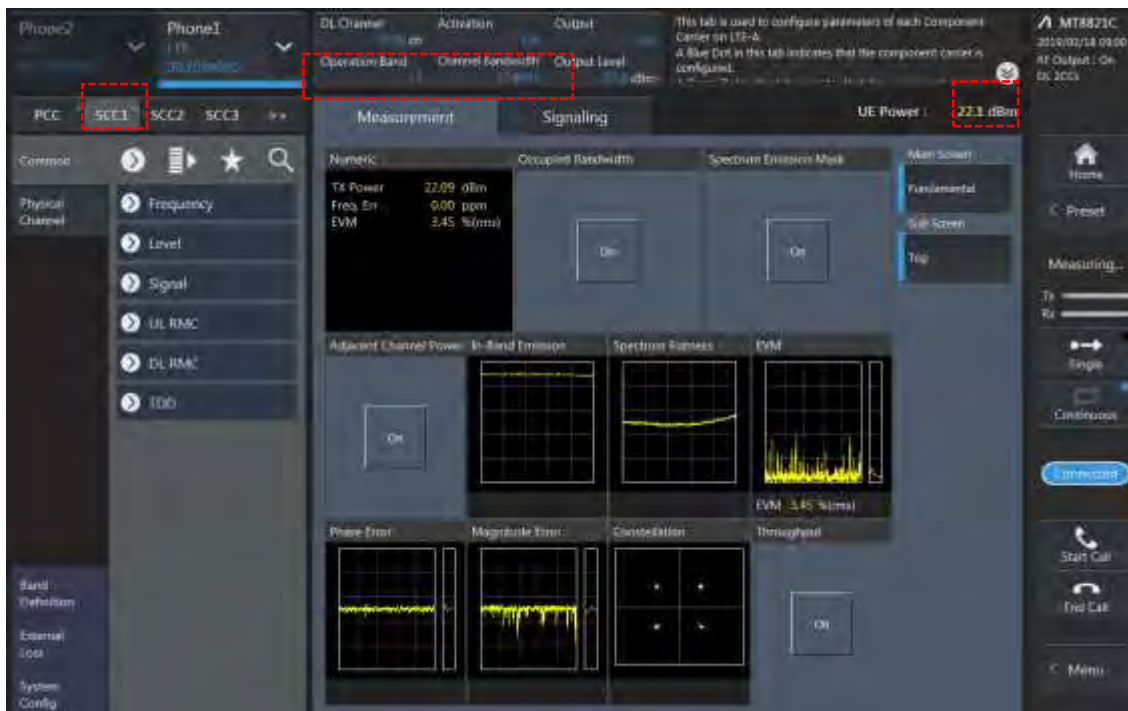 Phone2
Phone1
LTE
DL Channel
Activation
Output
Operation Band
Channel Bandwidth
Output Level
dBm
This tab is used to configure parameters of each Component
Carrier on LTE-A.
A Blue Dot in this tab indicates that the component carrier is
configured.
MT8821C
2019/02/18 09:00
RF Output : On
DL 2CCs
PCC
SCC1
SCC2
SCC3
>>
Measurement
Signaling
UE Power :
22.1 dBm
Common
Physical
Channel
Frequency
Level
Signal
UL RMC
DL RMC
TDD
Band
Definition
External
Loss
System
Config
Numeric
TX Power 22.09 dBm
Freq. Err 0.00 ppm
EVM 3.45 %(rms)
Occupied Bandwidth
On
Spectrum Emission Mask
On
Main Screen
Fundamental
Sub Screen
Top
Adjacent Channel Power
On
In-Band Emission
Spectrum Flatness
EVM
EVM 3.45 %(rms)
Phase Error
Magnitude Error
Constellation
Throughput
On
Home
< Preset
Measuring...
Tx
Rx
Single
Continuous
Connected
Start Call
End Call
< Menu